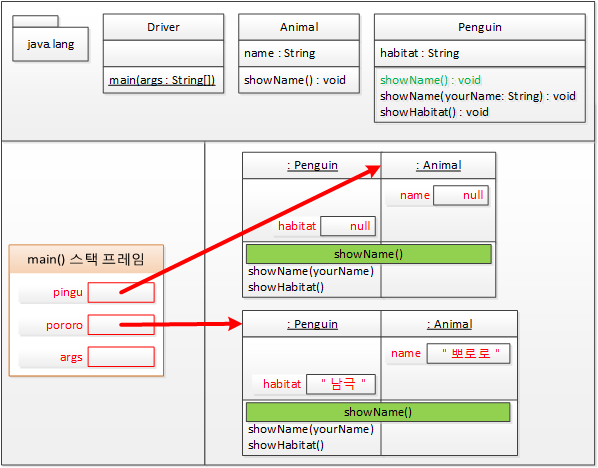 java.lang
Driver
main(args : String[])
Animal
name : String
showName() : void
Penguin
habitat : String
showName() : void
showName(yourName: String) : void
showHabitat() : void
main() 스택 프레임
pingu
pororo
args
: Penguin
: Animal
name
null
habitat
null
showName()
showName(yourName)
showHabitat()
: Penguin
: Animal
name
" 뽀로로 "
habitat
" 남극 "
showName()
showName(yourName)
showHabitat()